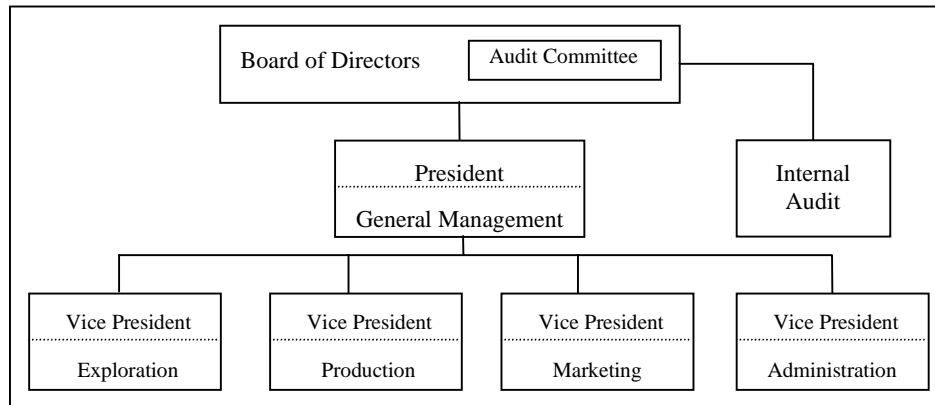 Board of Directors
Audit Committee
President
General Management
Internal
Audit
Vice President
Exploration
Vice President
Production
Vice President
Marketing
Vice President
Administration